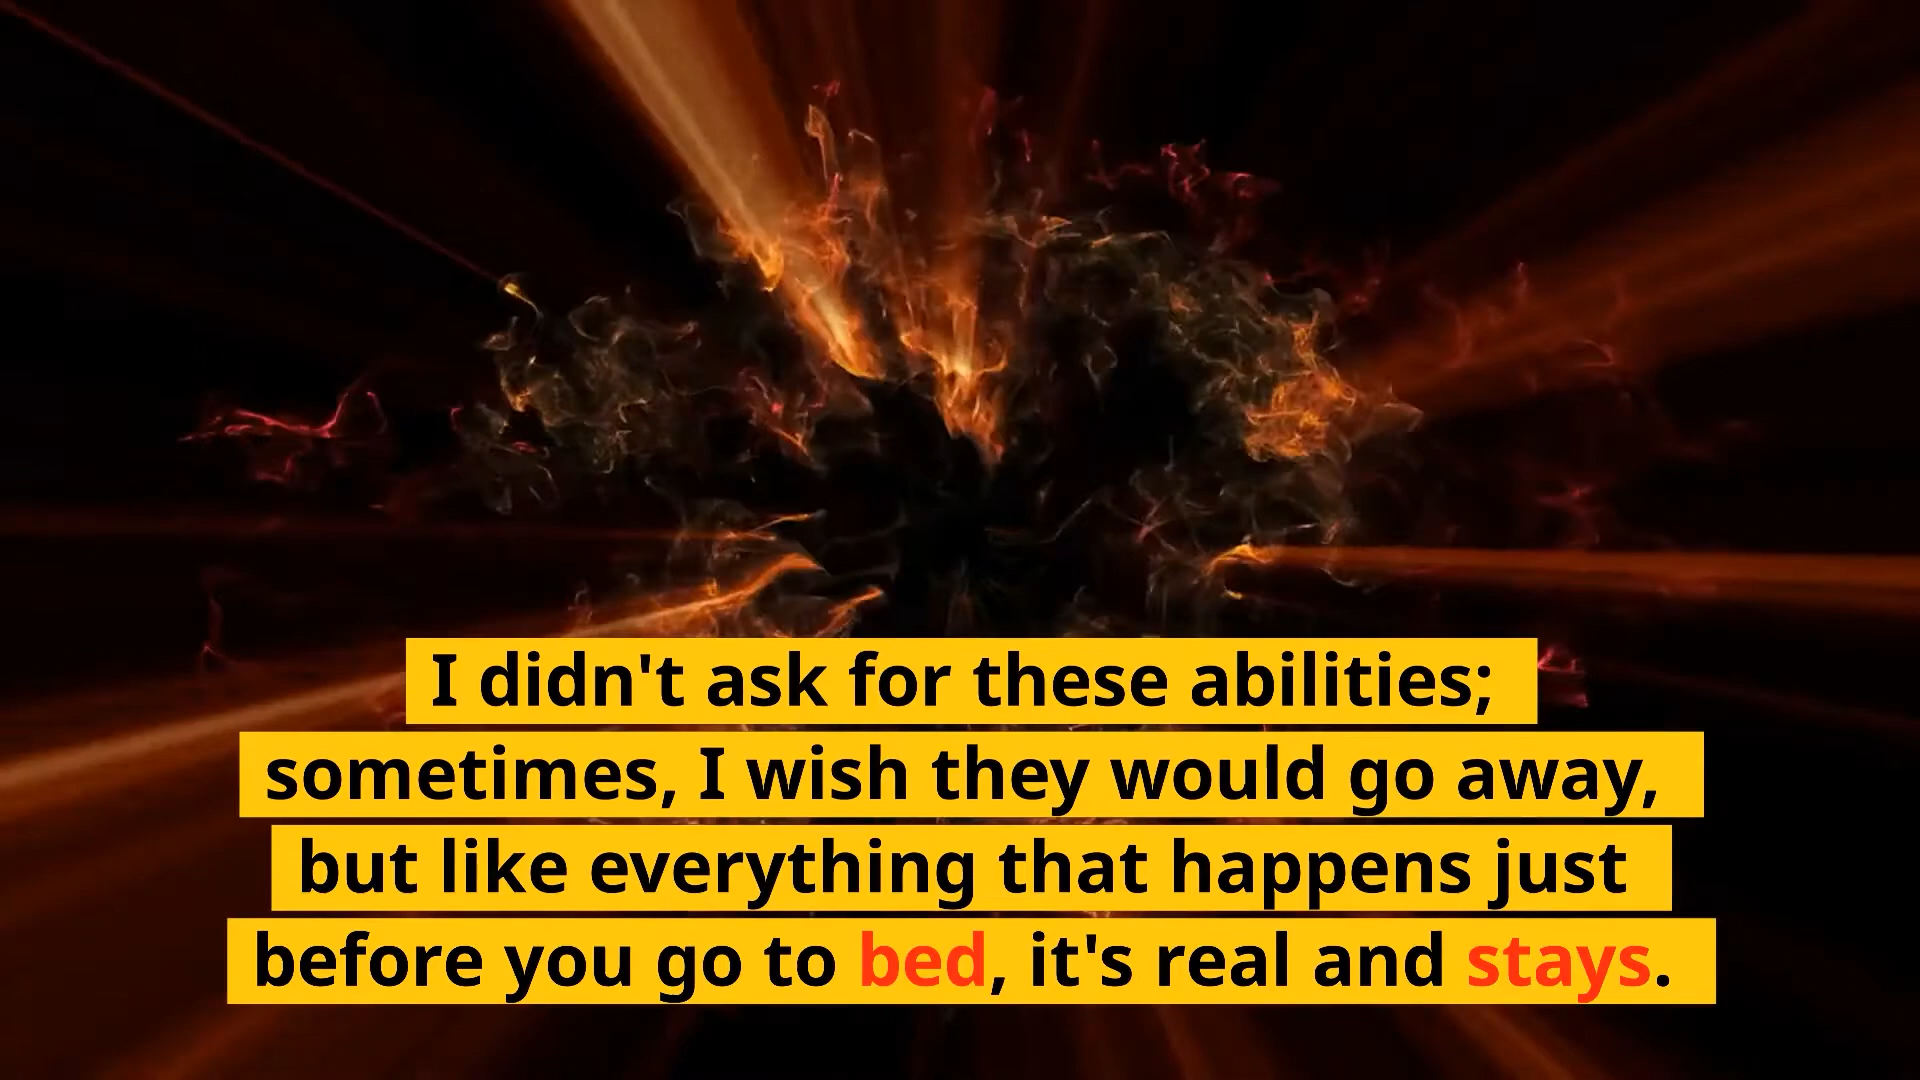 I didn't ask for these abilities;
sometimes, I wish they would go away,
but like everything that happens just
before you go to bed, it's real and stays.